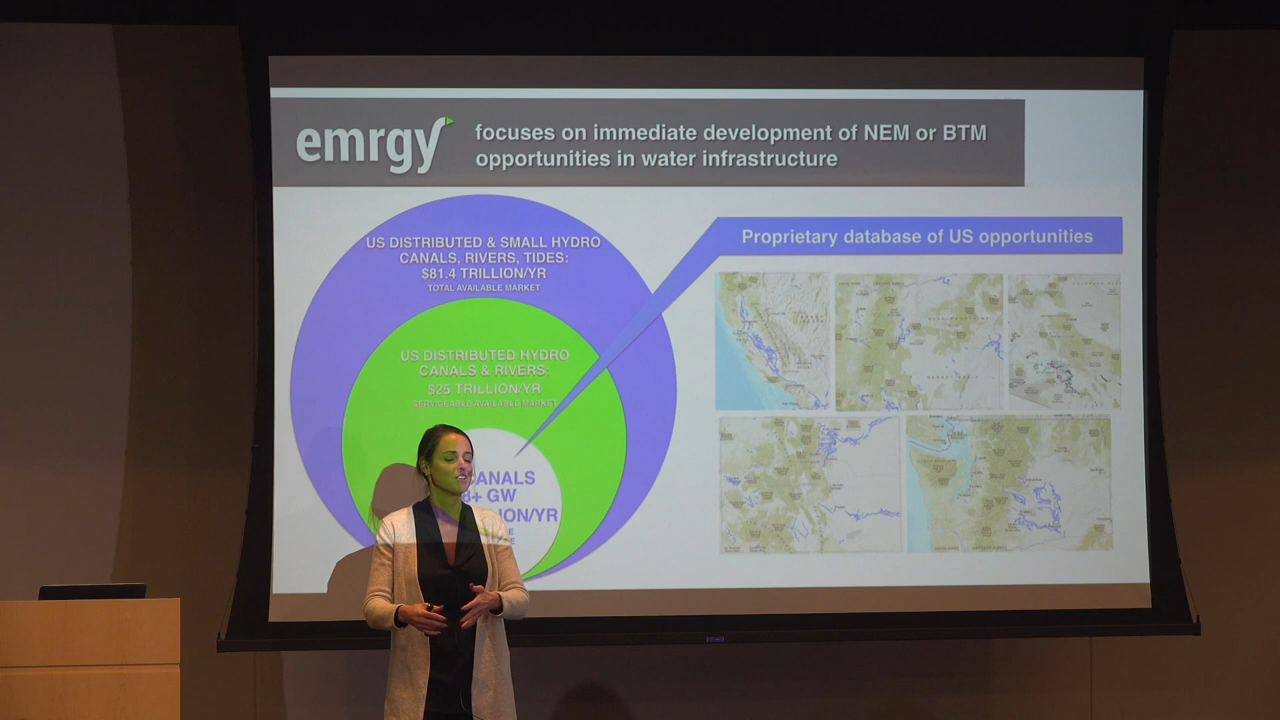 emrgy
focuses on immediate development of NEM or BTM
opportunities in water infrastructure
US DISTRIBUTED & SMALL HYDRO
CANALS, RIVERS, TIDES:
$81.4 TRILLION/YR
TOTAL AVAILABLE MARKET
US DISTRIBUTED HYDRO
CANALS & RIVERS:
$25 TRILLION/YR
SERVICEABLE AVAILABLE MARKET
CANALS
8+ GW
ION/YR
Proprietary database of US opportunities